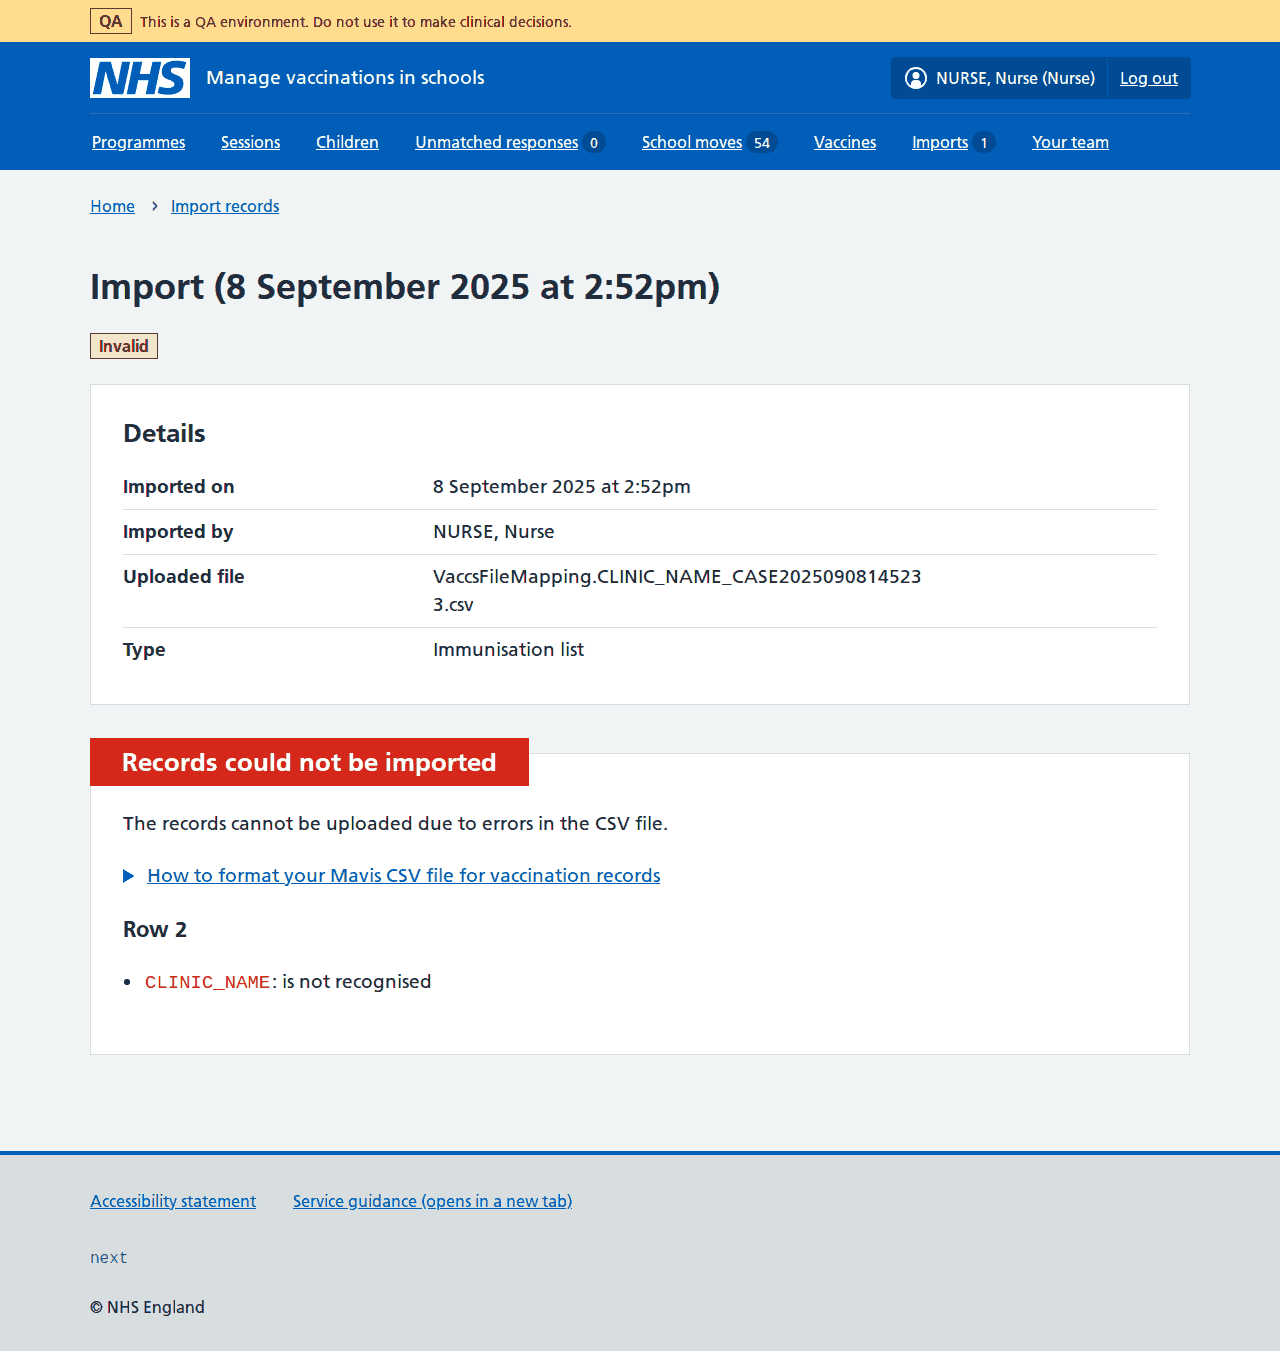 QA This is a QA environment. Do not use it to make clinical decisions.
NHS Manage vaccinations in schools NURSE, Nurse (Nurse) Log out
Programmes Sessions Children Unmatched responses 0 School moves 54 Vaccines Imports 1 Your team
Home › Import records
Import (8 September 2025 at 2:52pm)
Invalid
Details
Imported on 8 September 2025 at 2:52pm
Imported by NURSE, Nurse
Uploaded file VaccsFileMapping.CLINIC_NAME_CASE2025090814523
3.csv
Type Immunisation list
Records could not be imported
The records cannot be uploaded due to errors in the CSV file.
How to format your Mavis CSV file for vaccination records
Row 2
• CLINIC_NAME: is not recognised
Accessibility statement Service guidance (opens in a new tab)
next
© NHS England